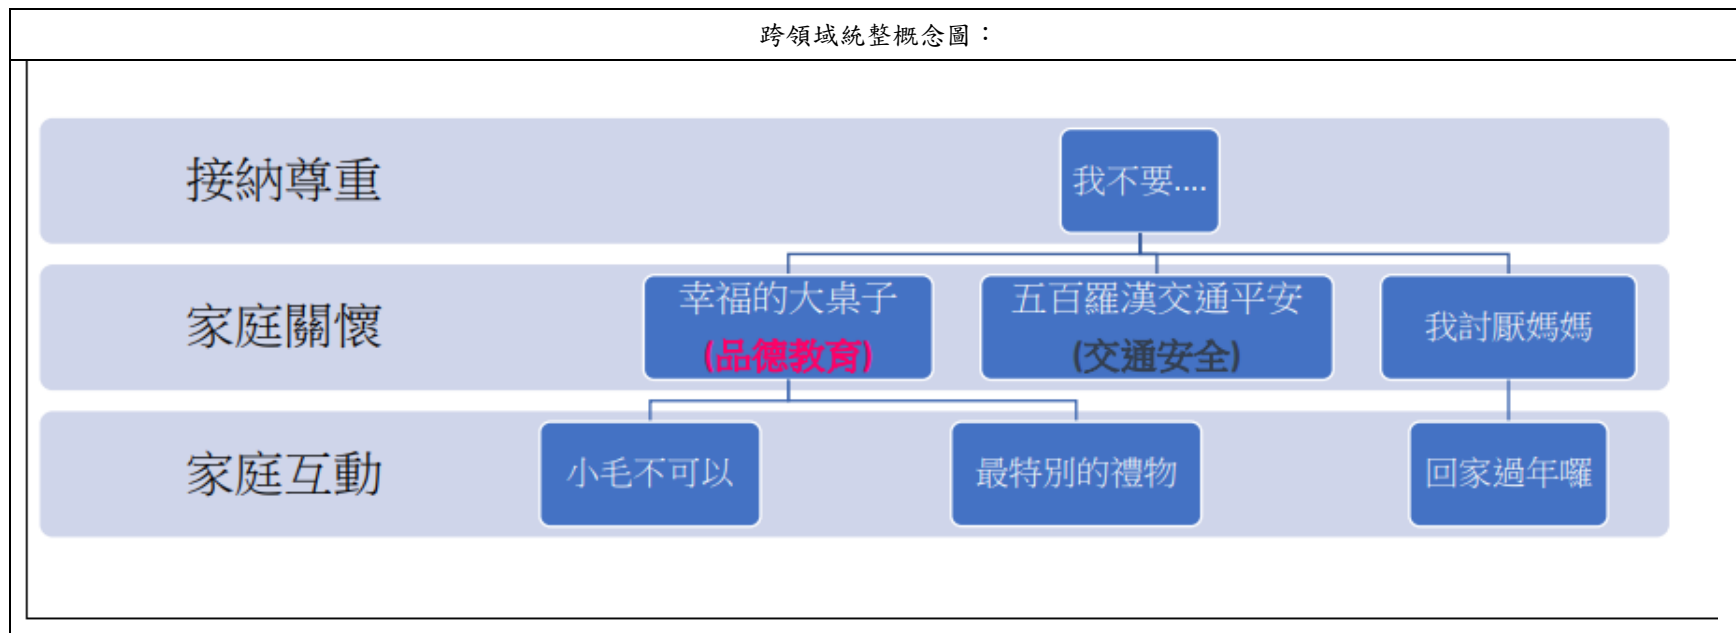 跨領域統整概念圖：
接納尊重
我不要....
家庭關懷
幸福的大桌子
(品德教育)
五百羅漢交通平安
(交通安全)
我討厭媽媽
家庭互動
小毛不可以
最特別的禮物
回家過年囉